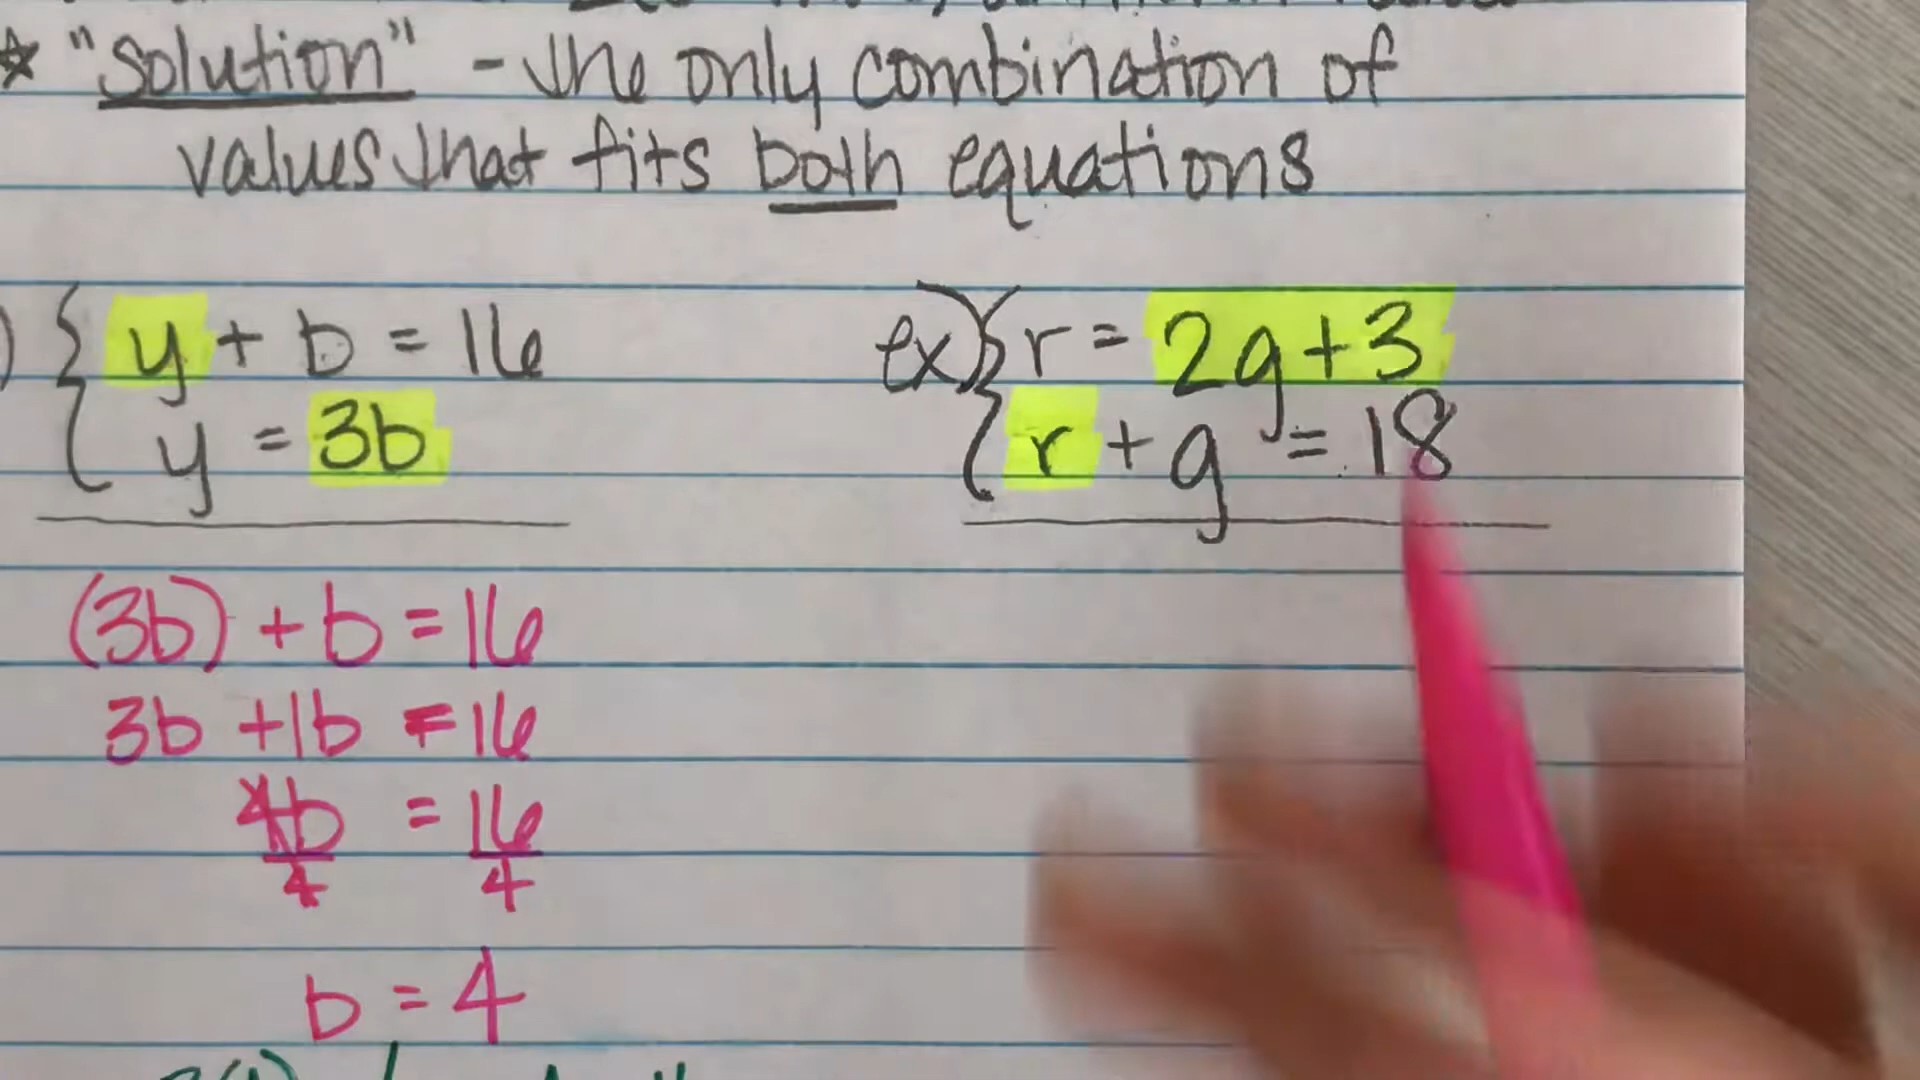 ☆ "Solution" - the only combination of
values that fits both equations
) { y + b = 16
y = 3b
(3b) + b = 16
3b + 1b = 16
4b = 16
4 4
b = 4
ex) { r = 2g + 3
r + g = 18